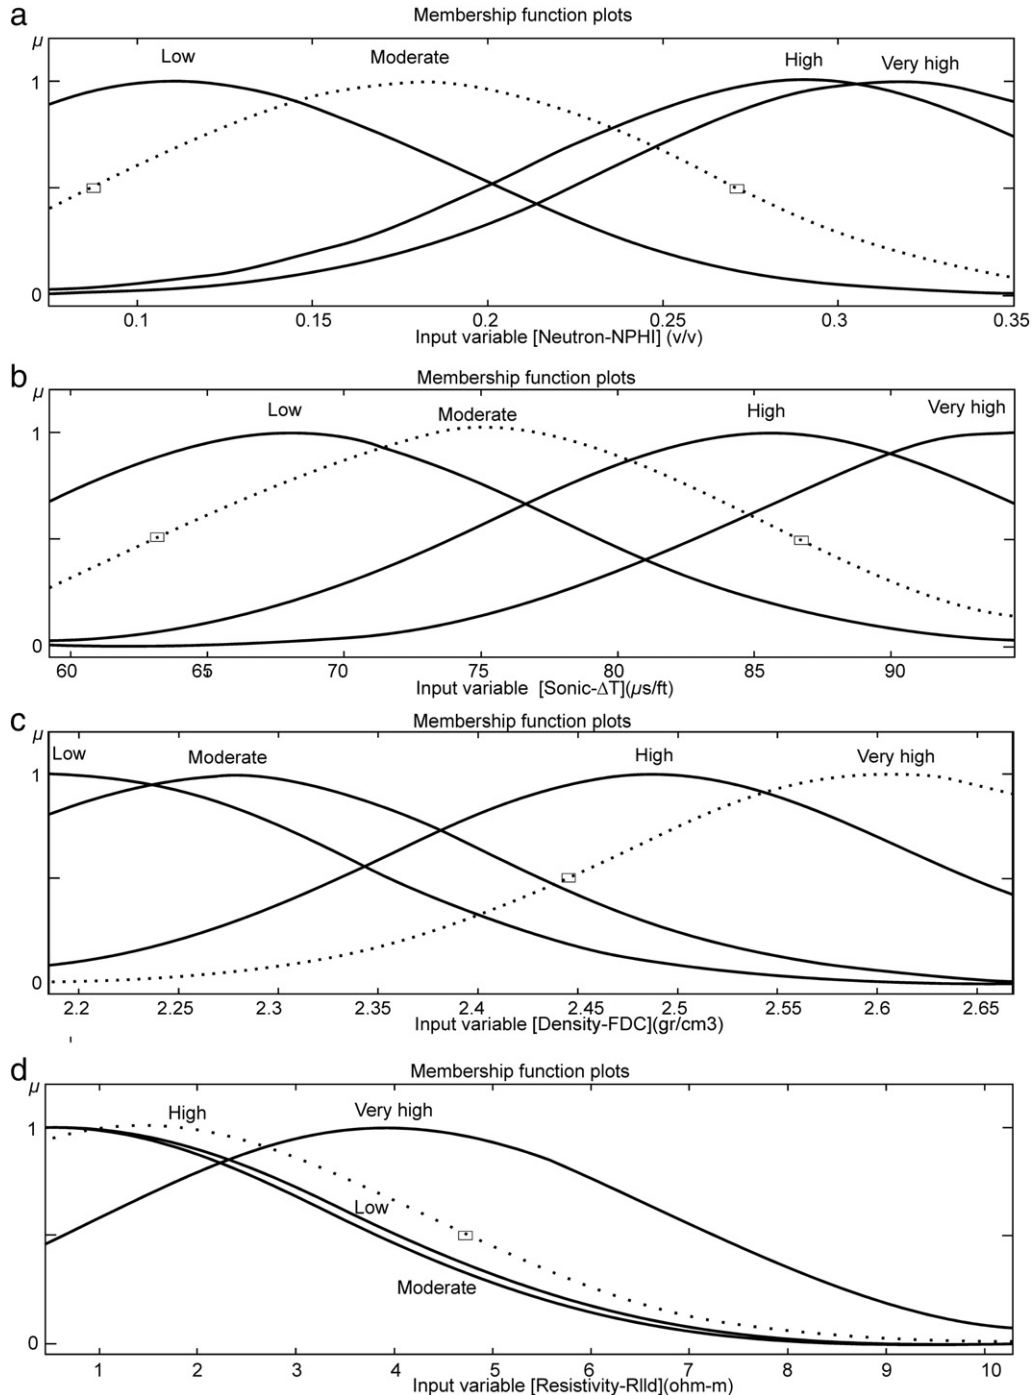 a
Membership function plots
μ
Low
Moderate
High
Very high
1
0
0.1 0.15 0.2 0.25 0.3 0.35
Input variable [Neutron-NPHI] (v/v)
b
Membership function plots
μ
Low
Moderate
High
Very high
1
0
60 65 70 75 80 85 90
Input variable [Sonic-ΔT](μs/ft)
c
Membership function plots
μ
Low
Moderate
High
Very high
1
0
2.2 2.25 2.3 2.35 2.4 2.45 2.5 2.55 2.6 2.65
Input variable [Density-FDC](gr/cm3)
d
Membership function plots
μ
High
Very high
1
Low
Moderate
0
1 2 3 4 5 6 7 8 9 10
Input variable [Resistivity-Rlld](ohm-m)